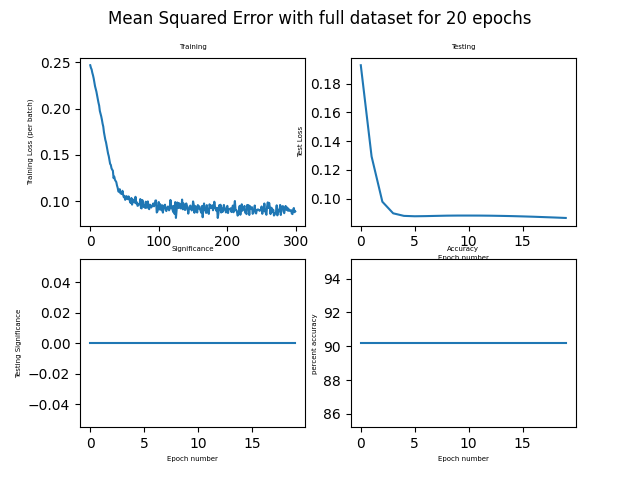 Mean Squared Error with full dataset for 20 epochs
Training
Training Loss (per batch)
0.25
0.20
0.15
0.10
0 100 200 300
Testing
Test Loss
0.18
0.16
0.14
0.12
0.10
0 5 10 15
Epoch number
Significance
Testing Significance
0.04
0.02
0.00
−0.02
−0.04
0 5 10 15
Epoch number
Accuracy
percent accuracy
94
92
90
88
86
0 5 10 15
Epoch number